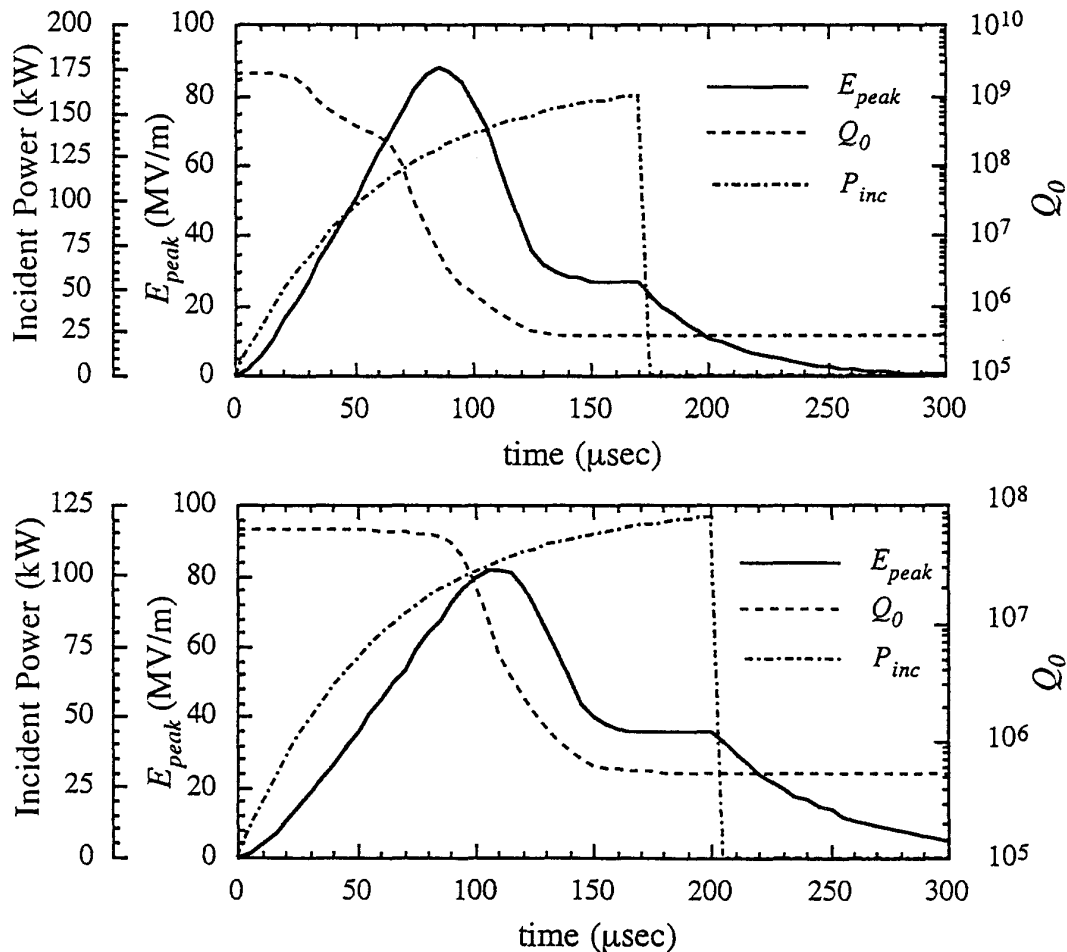 200 100 10^10
175
150 80 10^9
125 60 10^8
100
75 40 10^7
50 20 10^6
25
0 0 10^5
Incident Power (kW)
E_peak (MV/m)
Q_0
E_peak
Q_0
P_inc
0 50 100 150 200 250 300
time (μsec)
125 100 10^8
100 80
75 60 10^7
50 40 10^6
25 20
0 0 10^5
Incident Power (kW)
E_peak (MV/m)
Q_0
E_peak
Q_0
P_inc
0 50 100 150 200 250 300
time (μsec)